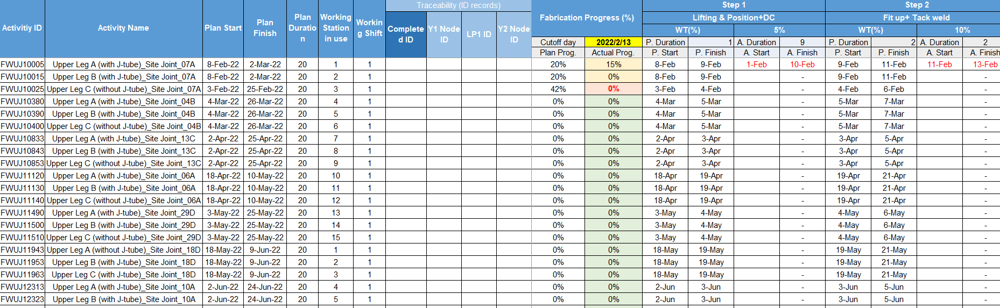 Traceability (ID records) Step 1 Step 2
Activitiy ID Activity Name Plan Start Plan Finish Plan Duratio n Working Station in use Workin g Shift Complete d ID Y1 Node ID LP1 ID Y2 Node ID Fabrication Progress (%) Lifting & Position+DC Fit up+ Tack weld
WT(%) 5% WT(%) 10%
Cutoff day 2022/2/13 P. Duration 1 A. Duration 9 P. Duration 2 A. Duration 2
Plan Prog. Actual Prog. P. Start P. Finish A. Start A. Finish P. Start P. Finish A. Start A. Finish
FWUJ10005 Upper Leg A (with J-tube)_Site Joint_07A 8-Feb-22 2-Mar-22 20 1 1 20% 15% 8-Feb 9-Feb 1-Feb 10-Feb 9-Feb 11-Feb 11-Feb 13-Feb
FWUJ10015 Upper Leg B (with J-tube)_Site Joint_07A 8-Feb-22 2-Mar-22 20 2 1 20% 0% 8-Feb 9-Feb - 9-Feb 11-Feb -
FWUJ10025 Upper Leg C (without J-tube)_Site Joint_07A 3-Feb-22 25-Feb-22 20 3 1 42% 0% 3-Feb 4-Feb - 4-Feb 6-Feb -
FWUJ10380 Upper Leg A (with J-tube)_Site Joint_04B 4-Mar-22 26-Mar-22 20 4 1 0% 0% 4-Mar 5-Mar - 5-Mar 7-Mar -
FWUJ10390 Upper Leg B (with J-tube)_Site Joint_04B 4-Mar-22 26-Mar-22 20 5 1 0% 0% 4-Mar 5-Mar - 5-Mar 7-Mar -
FWUJ10400 Upper Leg C (without J-tube)_Site Joint_04B 4-Mar-22 26-Mar-22 20 6 1 0% 0% 4-Mar 5-Mar - 5-Mar 7-Mar -
FWUJ10833 Upper Leg A (with J-tube)_Site Joint_13C 2-Apr-22 25-Apr-22 20 7 1 0% 0% 2-Apr 3-Apr - 3-Apr 5-Apr -
FWUJ10843 Upper Leg B (with J-tube)_Site Joint_13C 2-Apr-22 25-Apr-22 20 8 1 0% 0% 2-Apr 3-Apr - 3-Apr 5-Apr -
FWUJ10853 Upper Leg C (without J-tube)_Site Joint_13C 2-Apr-22 25-Apr-22 20 9 1 0% 0% 2-Apr 3-Apr - 3-Apr 5-Apr -
FWUJ11120 Upper Leg A (with J-tube)_Site Joint_06A 18-Apr-22 10-May-22 20 10 1 0% 0% 18-Apr 19-Apr - 19-Apr 21-Apr -
FWUJ11130 Upper Leg B (with J-tube)_Site Joint_06A 18-Apr-22 10-May-22 20 11 1 0% 0% 18-Apr 19-Apr - 19-Apr 21-Apr -
FWUJ11140 Upper Leg C (without J-tube)_Site Joint_06A 18-Apr-22 10-May-22 20 12 1 0% 0% 18-Apr 19-Apr - 19-Apr 21-Apr -
FWUJ11490 Upper Leg A (with J-tube)_Site Joint_29D 3-May-22 25-May-22 20 13 1 0% 0% 3-May 4-May - 4-May 6-May -
FWUJ11500 Upper Leg B (with J-tube)_Site Joint_29D 3-May-22 25-May-22 20 14 1 0% 0% 3-May 4-May - 4-May 6-May -
FWUJ11510 Upper Leg C (without J-tube)_Site Joint_29D 3-May-22 25-May-22 20 15 1 0% 0% 3-May 4-May - 4-May 6-May -
FWUJ11943 Upper Leg A (without J-tube)_Site Joint_18D 18-May-22 9-Jun-22 20 1 1 0% 0% 18-May 19-May - 19-May 21-May -
FWUJ11953 Upper Leg B (with J-tube)_Site Joint_18D 18-May-22 9-Jun-22 20 2 1 0% 0% 18-May 19-May - 19-May 21-May -
FWUJ11963 Upper Leg C (with J-tube)_Site Joint_18D 18-May-22 9-Jun-22 20 3 1 0% 0% 18-May 19-May - 19-May 21-May -
FWUJ12313 Upper Leg A (with J-tube)_Site Joint_10A 2-Jun-22 24-Jun-22 20 4 1 0% 0% 2-Jun 3-Jun - 3-Jun 5-Jun -
FWUJ12323 Upper Leg B (with J-tube)_Site Joint_10A 2-Jun-22 24-Jun-22 20 5 1 0% 0% 2-Jun 3-Jun - 3-Jun 5-Jun -